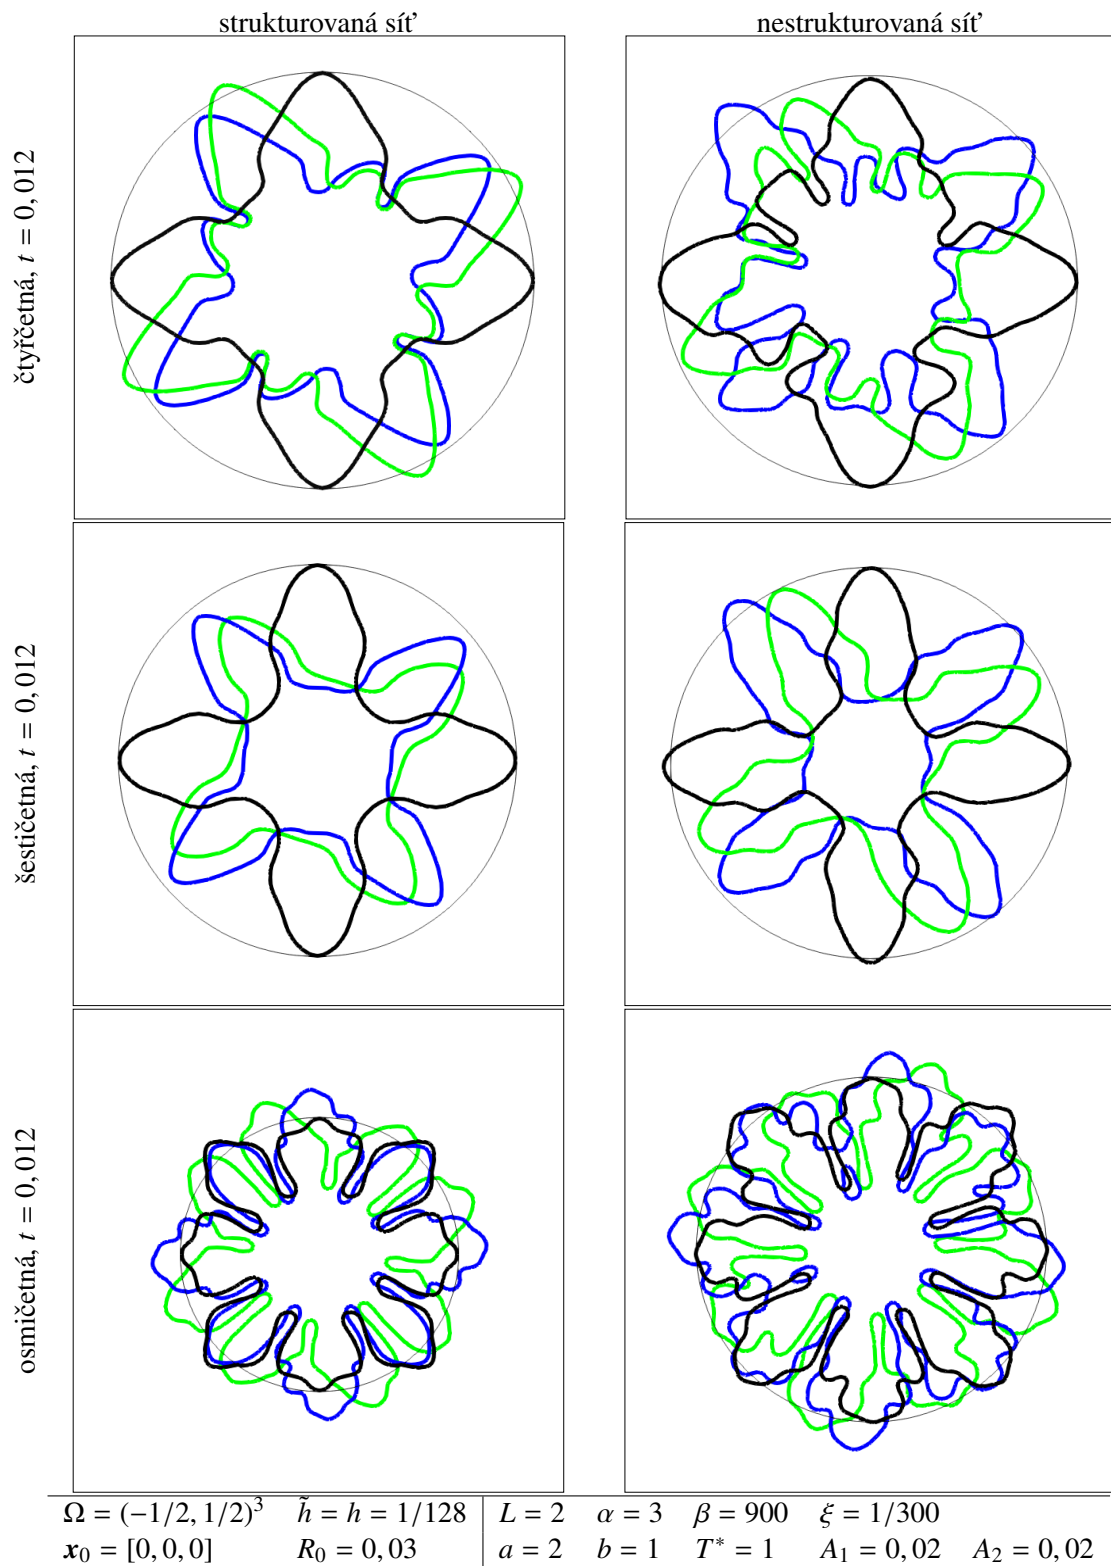 strukturovaná síť
nestrukturovaná síť
čtyřčetná, t = 0, 012
šestičetná, t = 0, 012
osmičetná, t = 0, 012
Ω = (−1/2, 1/2)³ h̃ = h = 1/128 L = 2 α = 3 β = 900 ξ = 1/300
x₀ = [0, 0, 0] R₀ = 0, 03 a = 2 b = 1 T* = 1 A₁ = 0, 02 A₂ = 0, 02